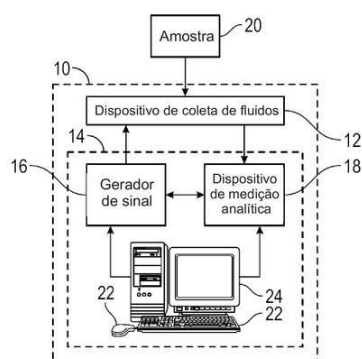 Amostra
20
10
Dispositivo de coleta de fluidos
12
14
16
Gerador
de sinal
Dispositivo
de medição
analítica
18
24
22
22